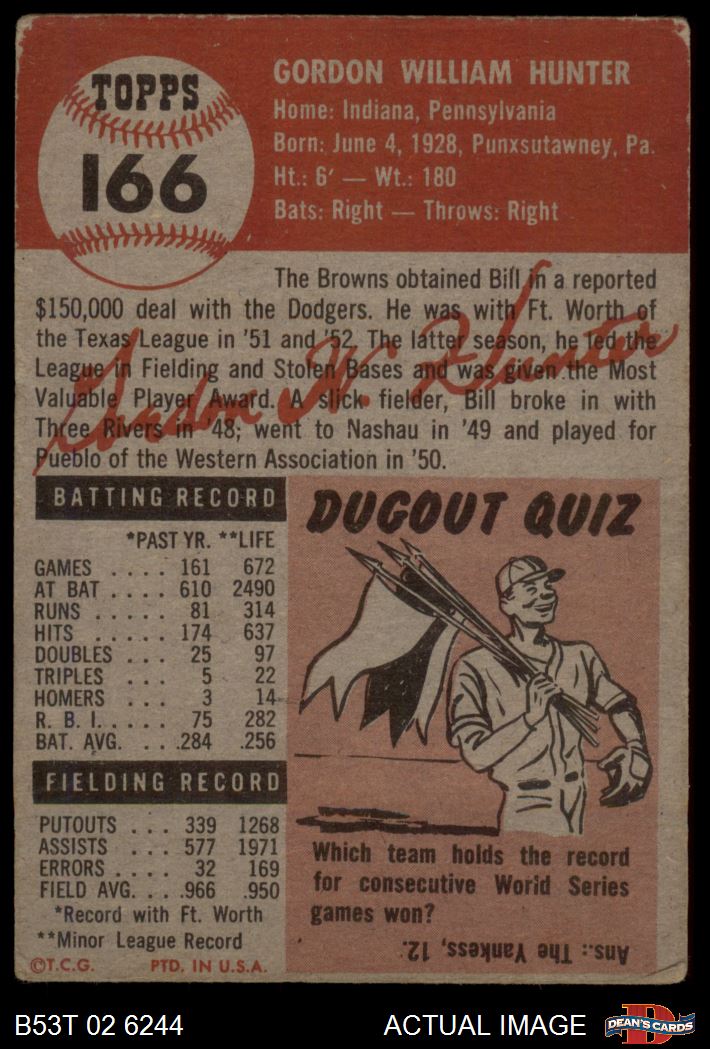 TOPPS
166
GORDON WILLIAM HUNTER
Home: Indiana, Pennsylvania
Born: June 4, 1928, Punxsutawney, Pa.
Ht.: 6′ — Wt.: 180
Bats: Right — Throws: Right
The Browns obtained Bill in a reported
$150,000 deal with the Dodgers. He was with Ft. Worth of
the Texas League in '51 and '52. The latter season, he led the
League in Fielding and Stolen Bases and was given the Most
Valuable Player Award. A slick fielder, Bill broke in with
Three Rivers in '48; went to Nashau in '49 and played for
Pueblo of the Western Association in '50.
Gordon W. Hunter
BATTING RECORD
*PAST YR. **LIFE
GAMES .... 161 672
AT BAT .... 610 2490
RUNS ..... 81 314
HITS ..... 174 637
DOUBLES ... 25 97
TRIPLES ... 5 22
HOMERS ... 3 14
R. B. I. .... 75 282
BAT. AVG. ... .284 .256
FIELDING RECORD
PUTOUTS ... 339 1268
ASSISTS ... 577 1971
ERRORS .... 32 169
FIELD AVG. ... .966 .950
*Record with Ft. Worth
**Minor League Record
©T.C.G. PTD. IN U.S.A.
DUGOUT QUIZ
Which team holds the record
for consecutive World Series
games won?
Ans.: The Yankess, 12.
B53T 02 6244
ACTUAL IMAGE
D
DEAN'S CARDS